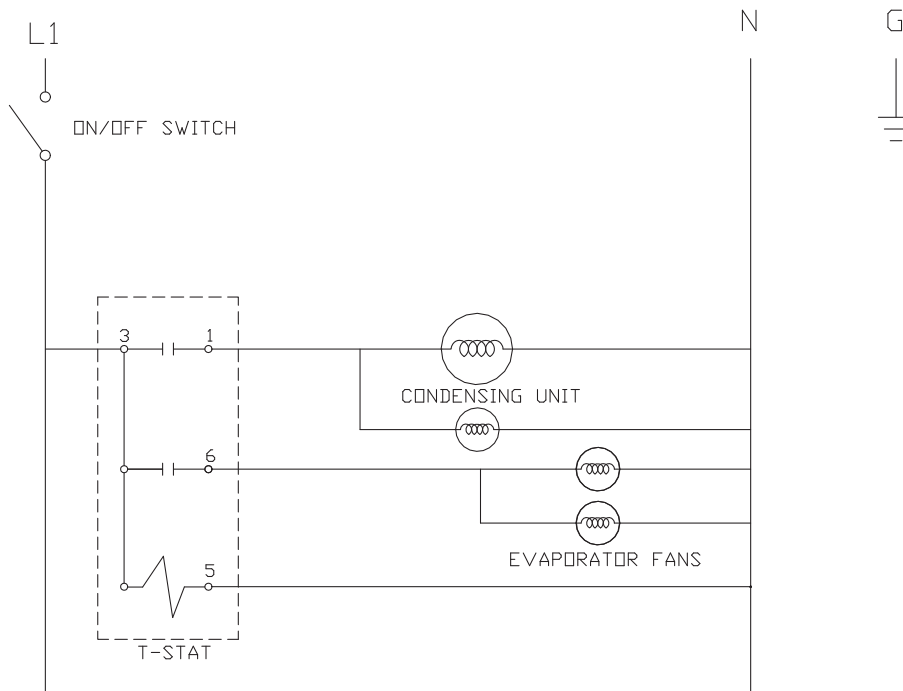 L1
N
G
ON/OFF SWITCH
3
1
CONDENSING UNIT
6
EVAPORATOR FANS
5
T-STAT